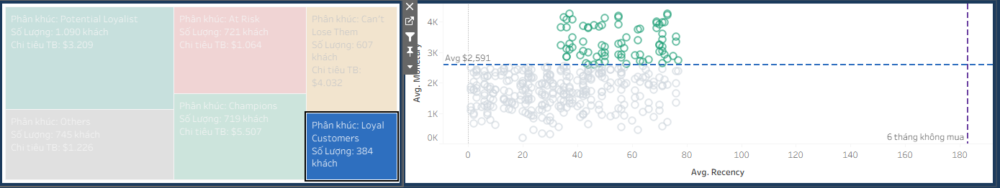 Phân khúc: Potential Loyalist
Số Lượng: 1.090 khách
Chi tiêu TB: $3.209
Phân khúc: At Risk
Số Lượng: 721 khách
Chi tiêu TB: $1.064
Phân khúc: Can't
Lose Them
Số Lượng: 607
khách
Chi tiêu TB:
$4.032
Phân khúc: Others
Số Lượng: 745 khách
Chi tiêu TB: $1.226
Phân khúc: Champions
Số Lượng: 719 khách
Chi tiêu TB: $5.507
Phân khúc: Loyal
Customers
Số Lượng: 384
khách
Avg. Monetary
4K
3K
2K
1K
0K
Avg $2,591
6 tháng không mua
0 20 40 60 80 100 120 140 160 180
Avg. Recency